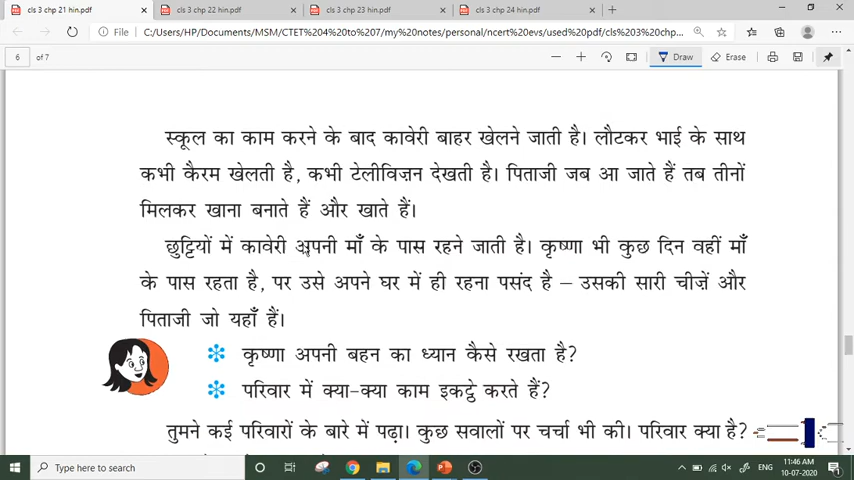 cls 3 chp 21 hin.pdf
cls 3 chp 22 hin.pdf
cls 3 chp 23 hin.pdf
cls 3 chp 24 hin.pdf
File
C:/Users/HP/Documents/MSM/CTET%204%20to%207/my%20notes/personal/ncert%20evs/used%20pdf/cls%203%20chp...
6 of 7
Draw
Erase
स्कूल का काम करने के बाद कावेरी बाहर खेलने जाती है। लौटकर भाई के साथ
कभी कैरम खेलती है, कभी टेलीविज़न देखती है। पिताजी जब आ जाते हैं तब तीनों
मिलकर खाना बनाते हैं और खाते हैं।
छुट्टियों में कावेरी अपनी माँ के पास रहने जाती है। कृष्णा भी कुछ दिन वहीं माँ
के पास रहता है, पर उसे अपने घर में ही रहना पसंद है – उसकी सारी चीज़ें और
पिताजी जो यहाँ हैं।
कृष्णा अपनी बहन का ध्यान कैसे रखता है?
परिवार में क्या-क्या काम इकट्ठे करते हैं?
तुमने कई परिवारों के बारे में पढ़ा। कुछ सवालों पर चर्चा भी की। परिवार क्या है?
Type here to search
ENG
11:46 AM
10-07-2020